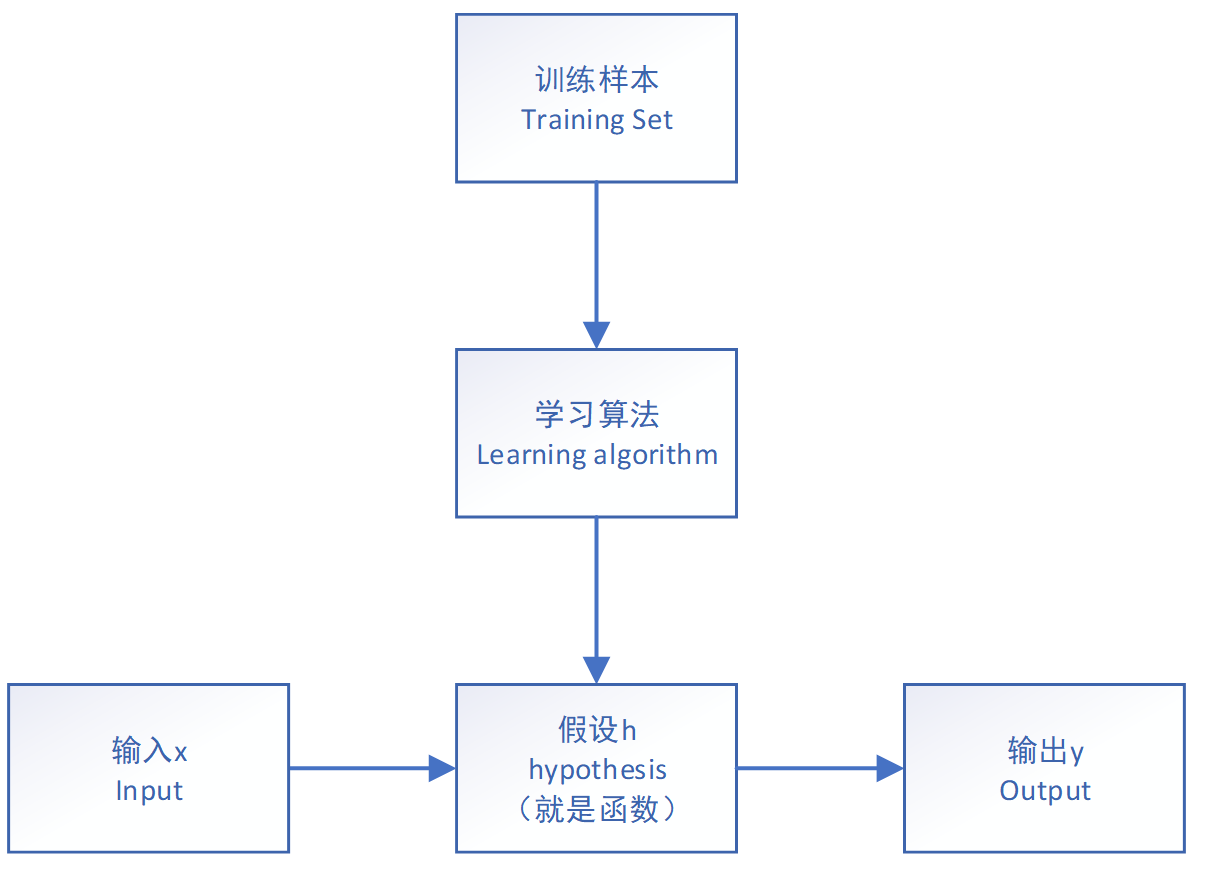 训练样本
Training Set
学习算法
Learning algorithm
输入x
Input
假设h
hypothesis
（就是函数）
输出y
Output